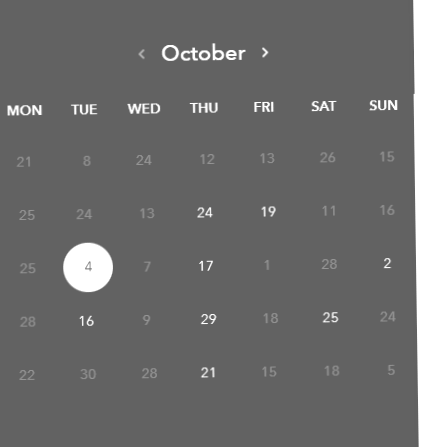 ‹ October ›
MON TUE WED THU FRI SAT SUN
21 8 24 12 13 26 15
25 24 13 24 19 11 16
25 4 7 17 1 28 2
28 16 9 29 18 25 24
22 30 28 21 15 18 5